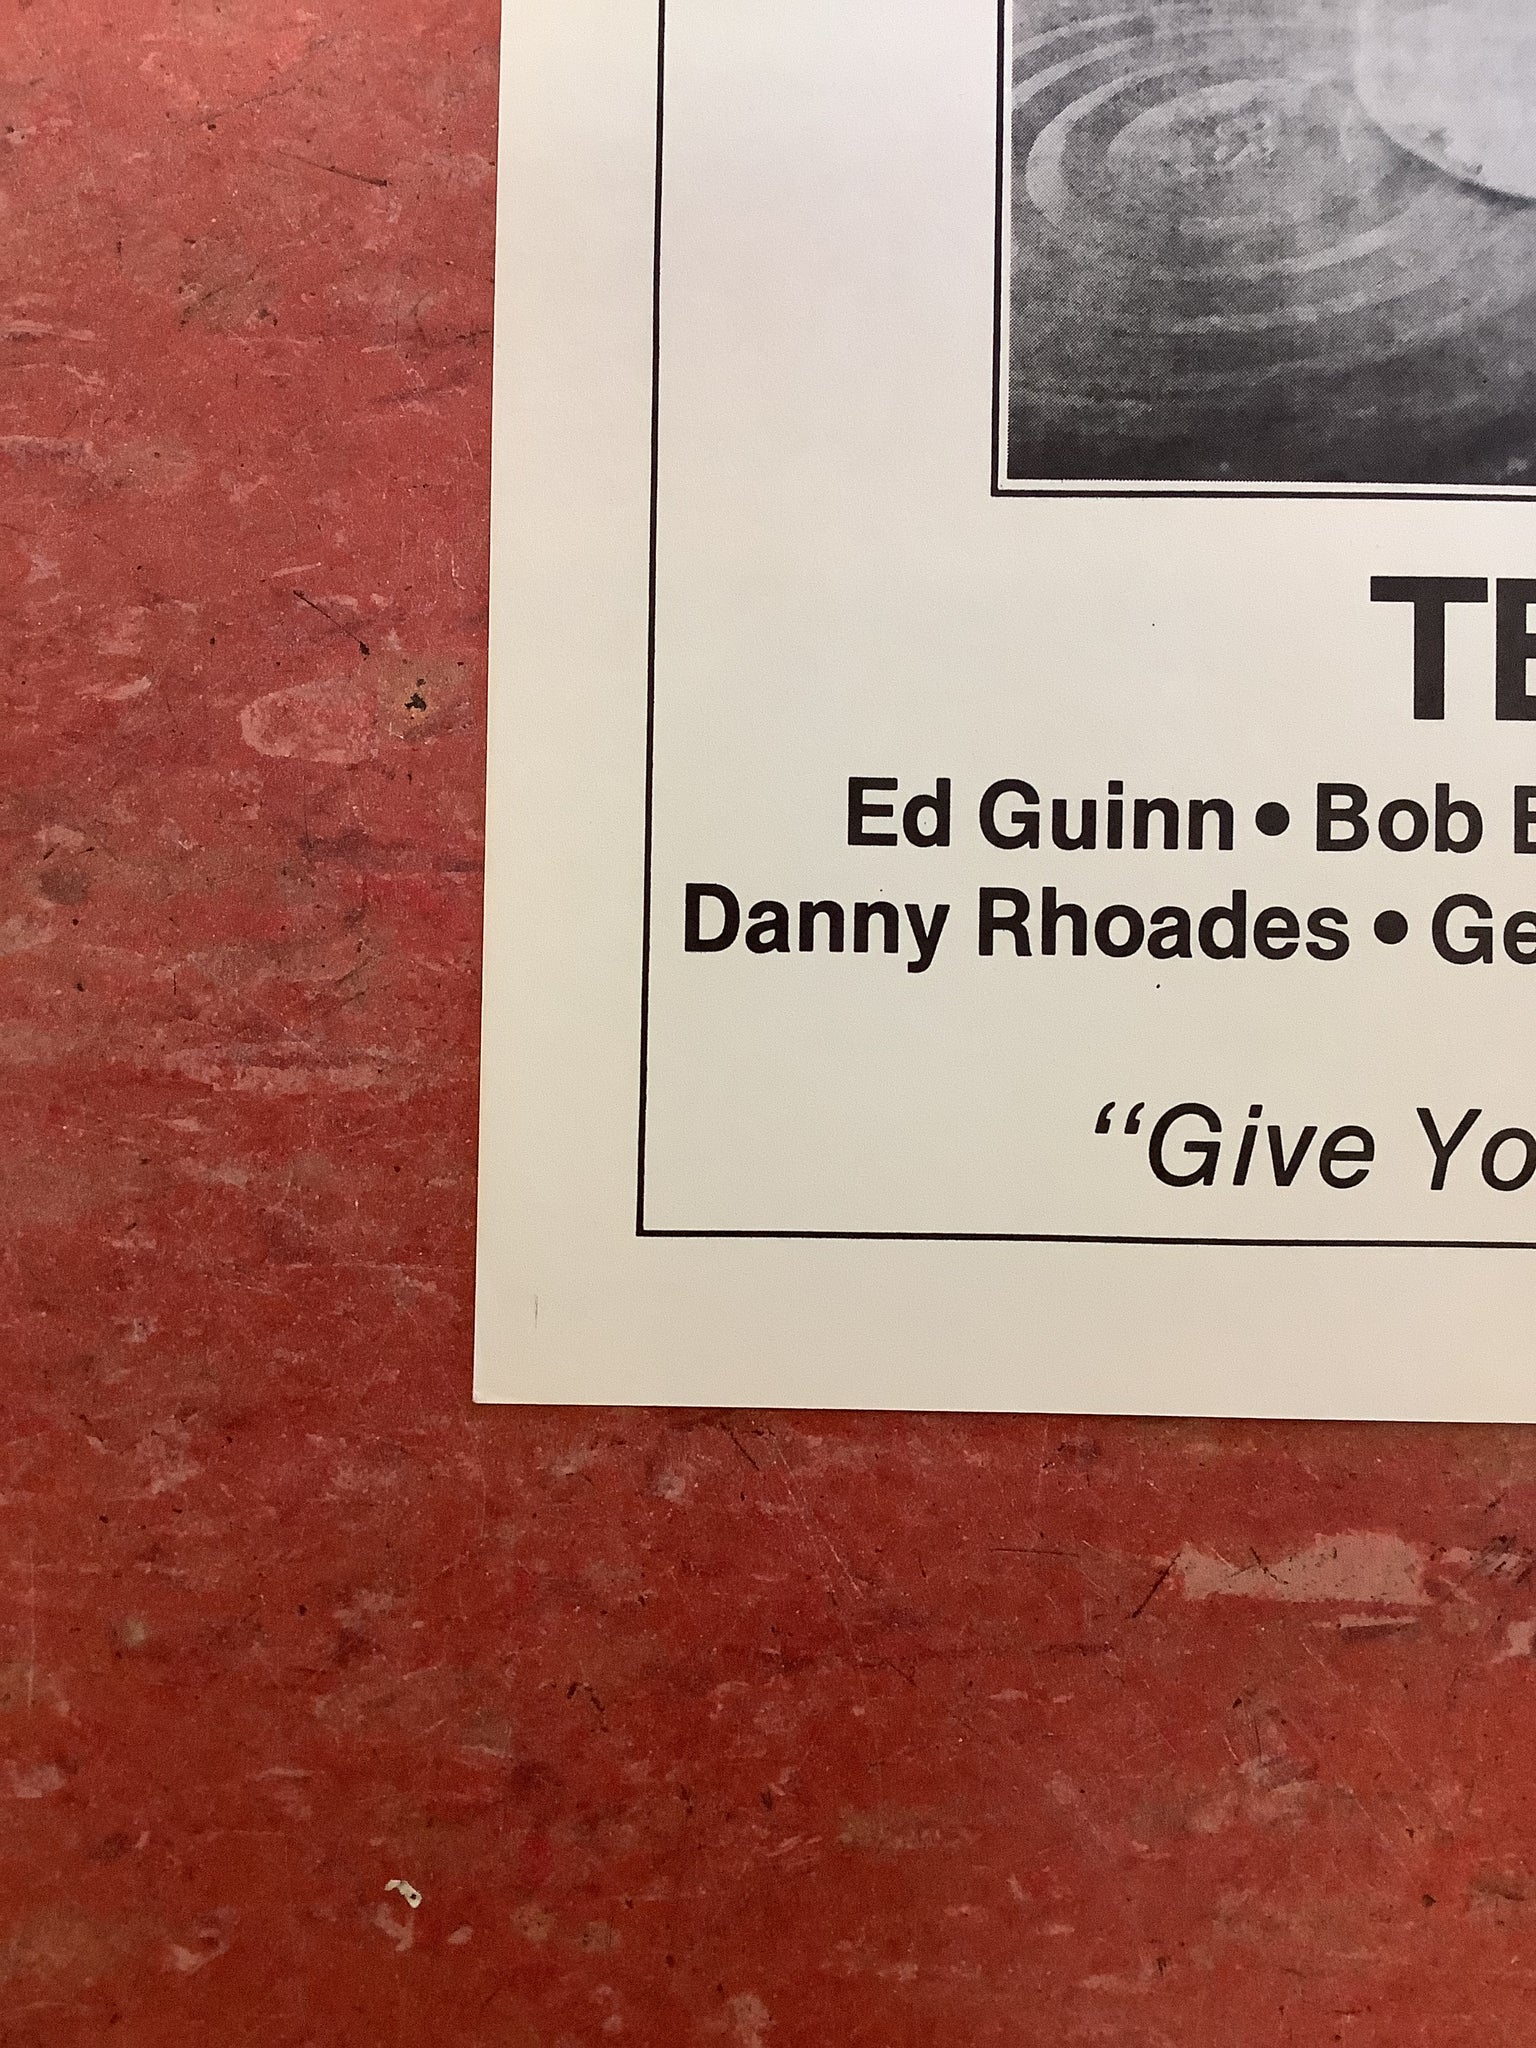 TE
Ed Guinn • Bob E
Danny Rhoades • Ge
“Give Yo